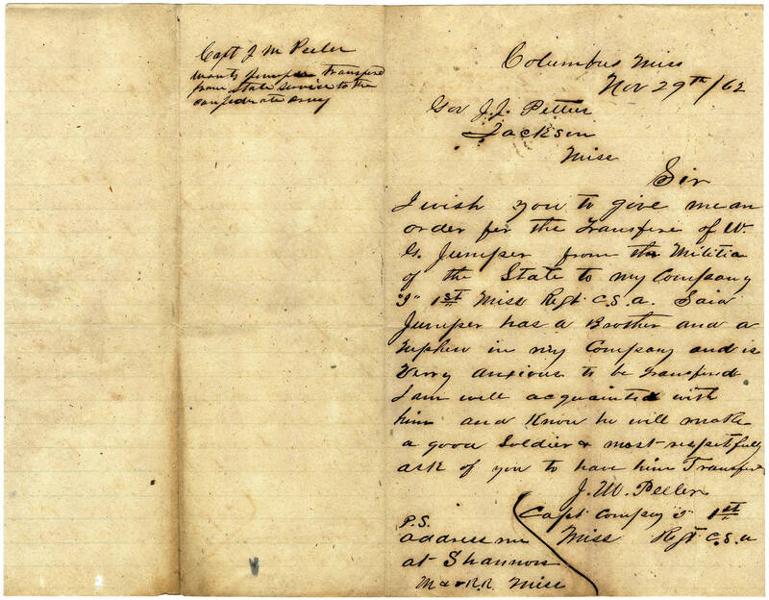 Capt J M Peeler
wants Jumper transferd
from State Service to the
confederate army
Columbus Miss
Nov 29th/62
Gov J.J. Pettus
Jackson
Miss
Sir
I wish you to give me an
order for the transfire of W.
G. Jumper from the Militia
of the State to my Company
"I" 1st Miss Regt C.S.a. Said
Jumper has a Brother and a
Nephew in my Company and is
Verry anxious to be transferd
I am well acquainted with
him and know he will make
a good Soldier & most respetfully
ask of you to have him Transferd
J. M. Peeler
Capt Company I 1st
Miss Regt C.S.a
P.S.
address me
at Shannon
M & O R.R. Miss